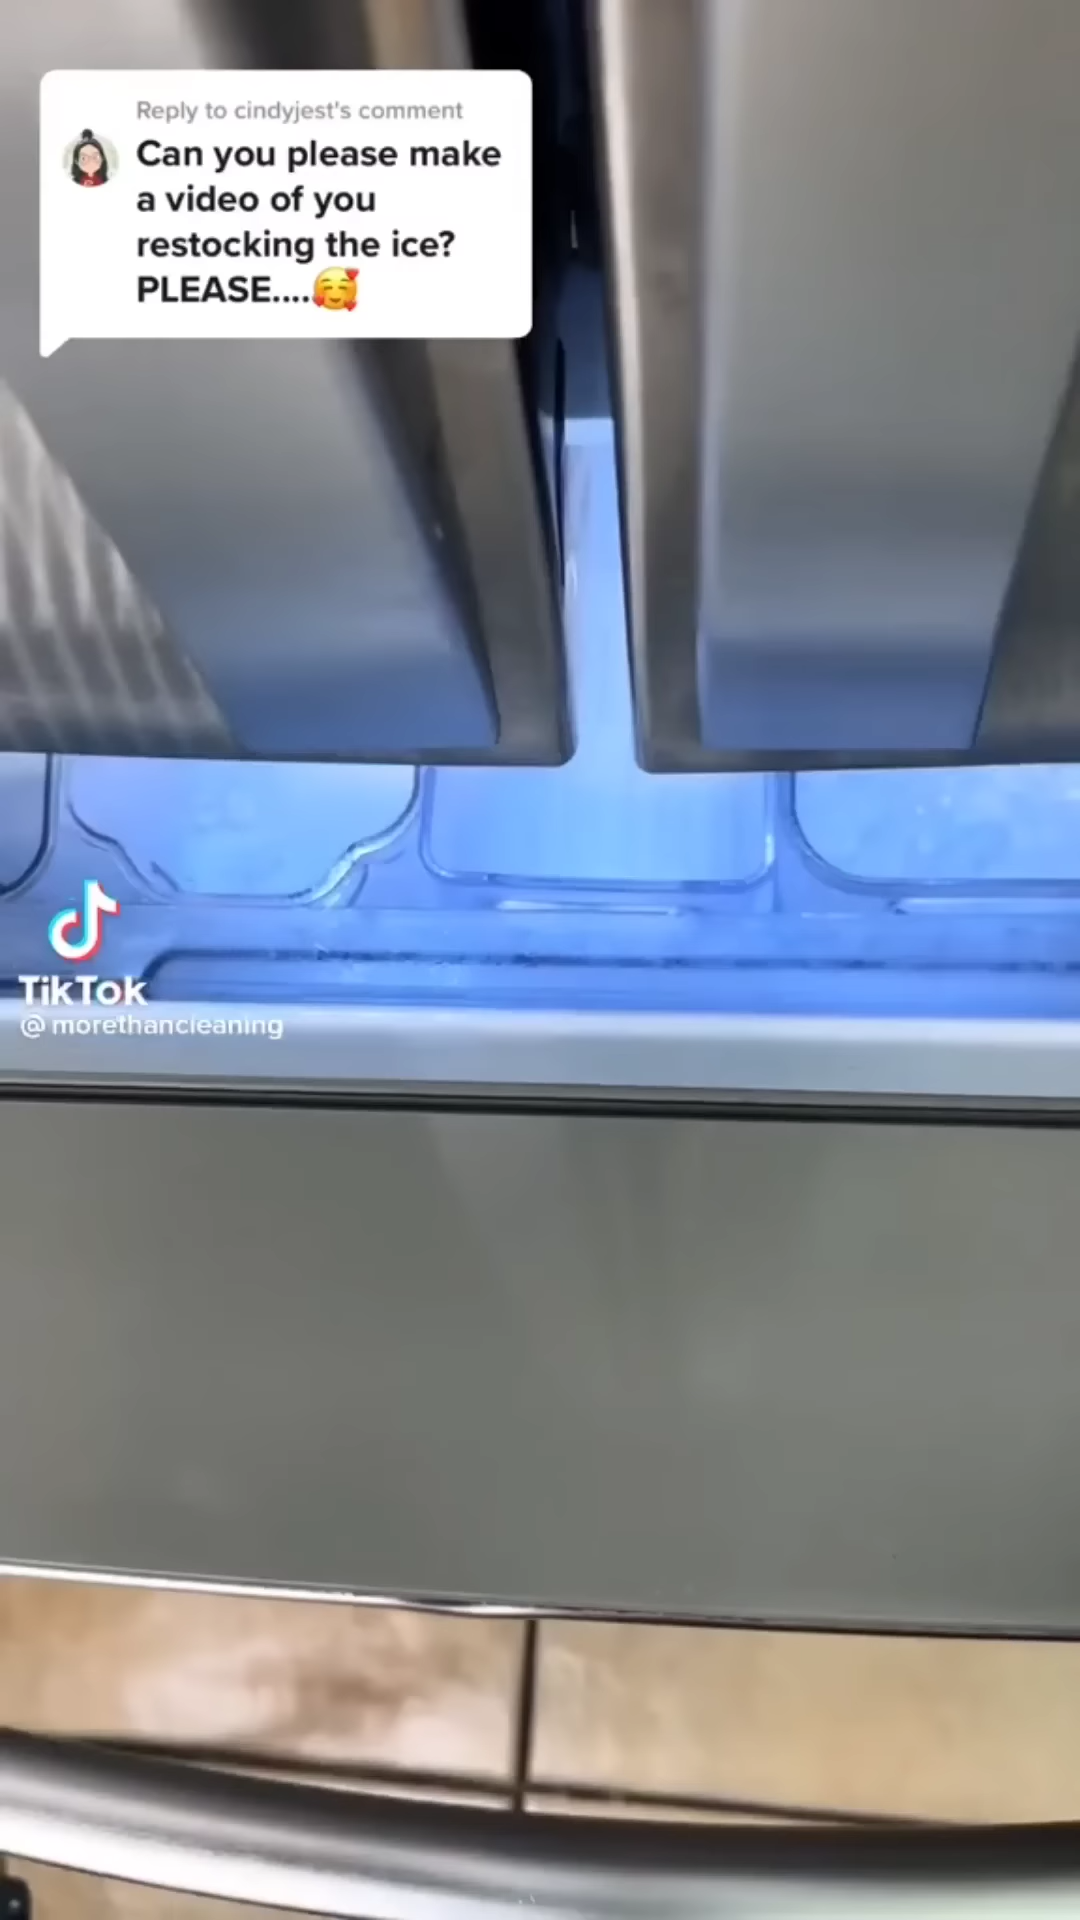 Reply to cindyjest's comment
Can you please make
a video of you
restocking the ice?
PLEASE....🥰
TikTok
@morethancleaning